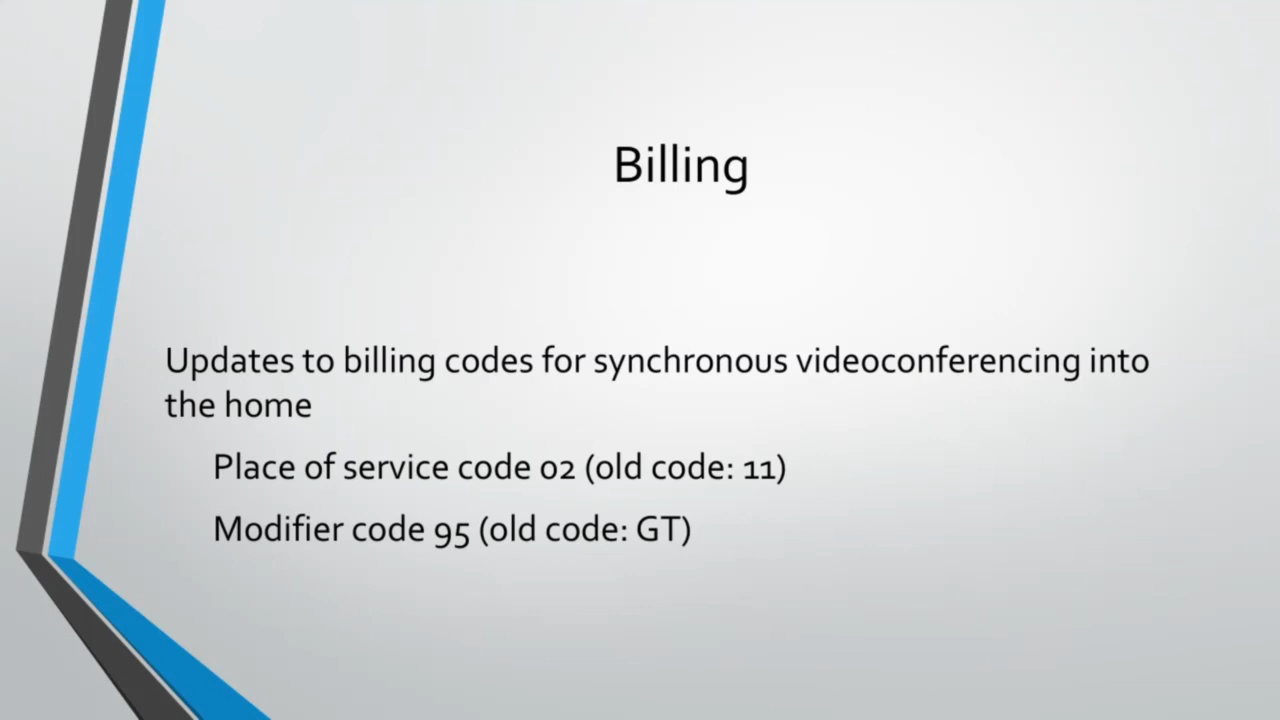 Billing
Updates to billing codes for synchronous videoconferencing into
the home
Place of service code 02 (old code: 11)
Modifier code 95 (old code: GT)